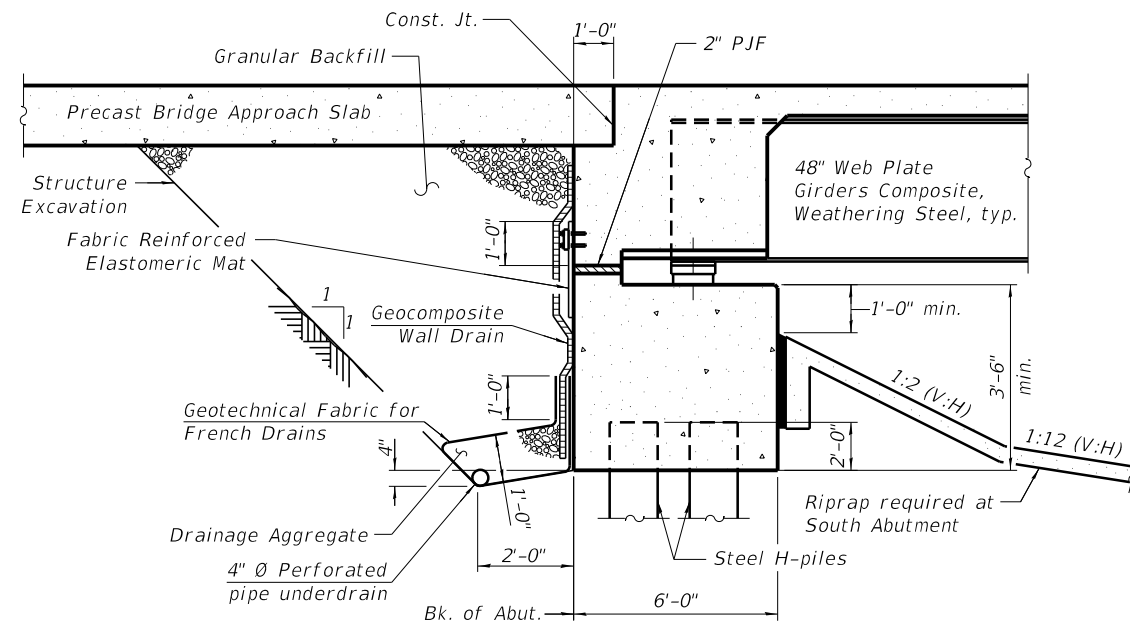 Const. Jt.
1'-0"
2" PJF
Granular Backfill
Precast Bridge Approach Slab
48" Web Plate
Girders Composite,
Weathering Steel, typ.
Structure
Excavation
Fabric Reinforced
Elastomeric Mat
1'-0"
1
1
Geocomposite
Wall Drain
1'-0" min.
3'-6"
min.
1:2 (V:H)
1'-0"
Geotechnical Fabric for
French Drains
4"
2'-0"
1:12 (V:H)
1'-0"
Riprap required at
South Abutment
Drainage Aggregate
2'-0"
Steel H-piles
4" Ø Perforated
pipe underdrain
6'-0"
Bk. of Abut.